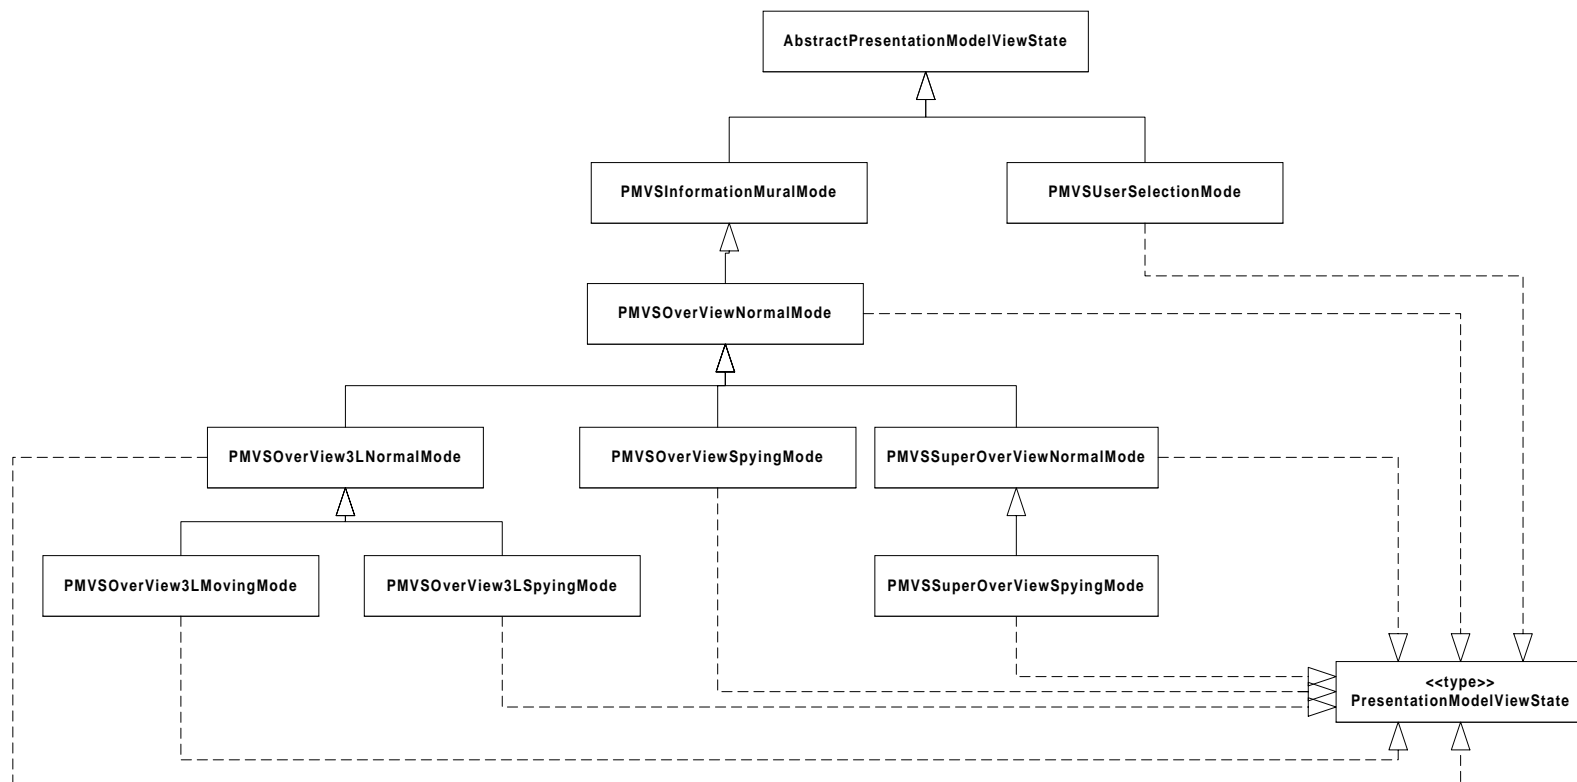 AbstractPresentationModelViewState
PMVSInformationMuralMode
PMVSUserSelectionMode
PMVSOverViewNormalMode
PMVSOverView3LNormalMode
PMVSOverViewSpyingMode
PMVSSuperOverViewNormalMode
PMVSOverView3LMovingMode
PMVSOverView3LSpyingMode
PMVSSuperOverViewSpyingMode
<<type>>
PresentationModelViewState